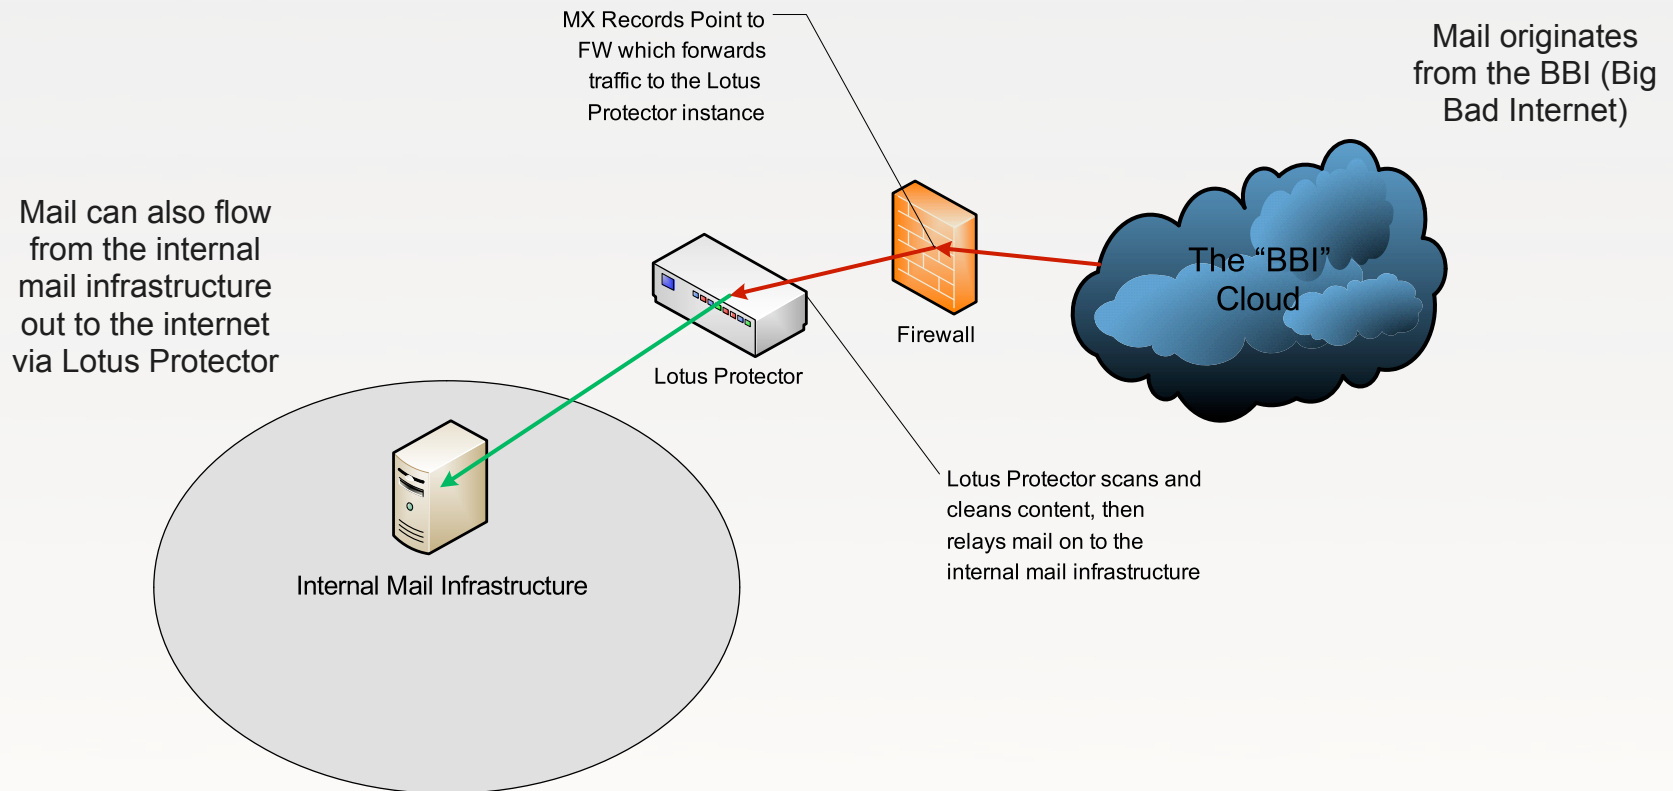 MX Records Point to
FW which forwards
traffic to the Lotus
Protector instance
Mail originates
from the BBI (Big
Bad Internet)
Mail can also flow
from the internal
mail infrastructure
out to the internet
via Lotus Protector
The “BBI”
Cloud
Firewall
Lotus Protector
Lotus Protector scans and
cleans content, then
relays mail on to the
internal mail infrastructure
Internal Mail Infrastructure